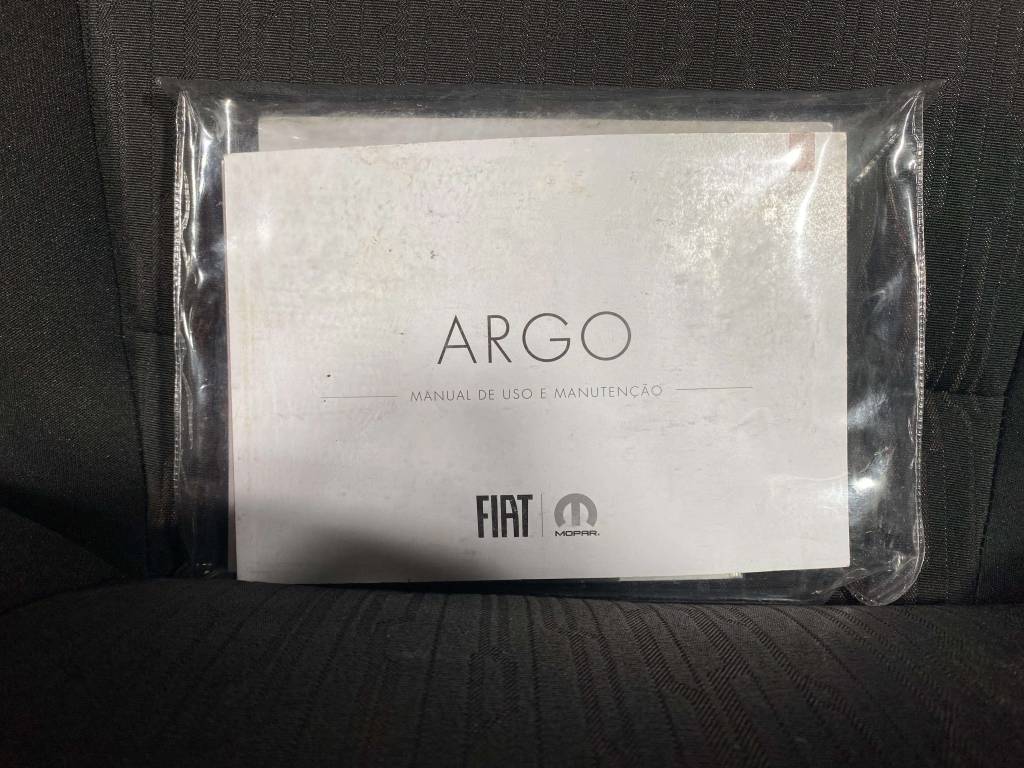 ARGO
MANUAL DE USO E MANUTENÇÃO
FIAT
MOPAR®